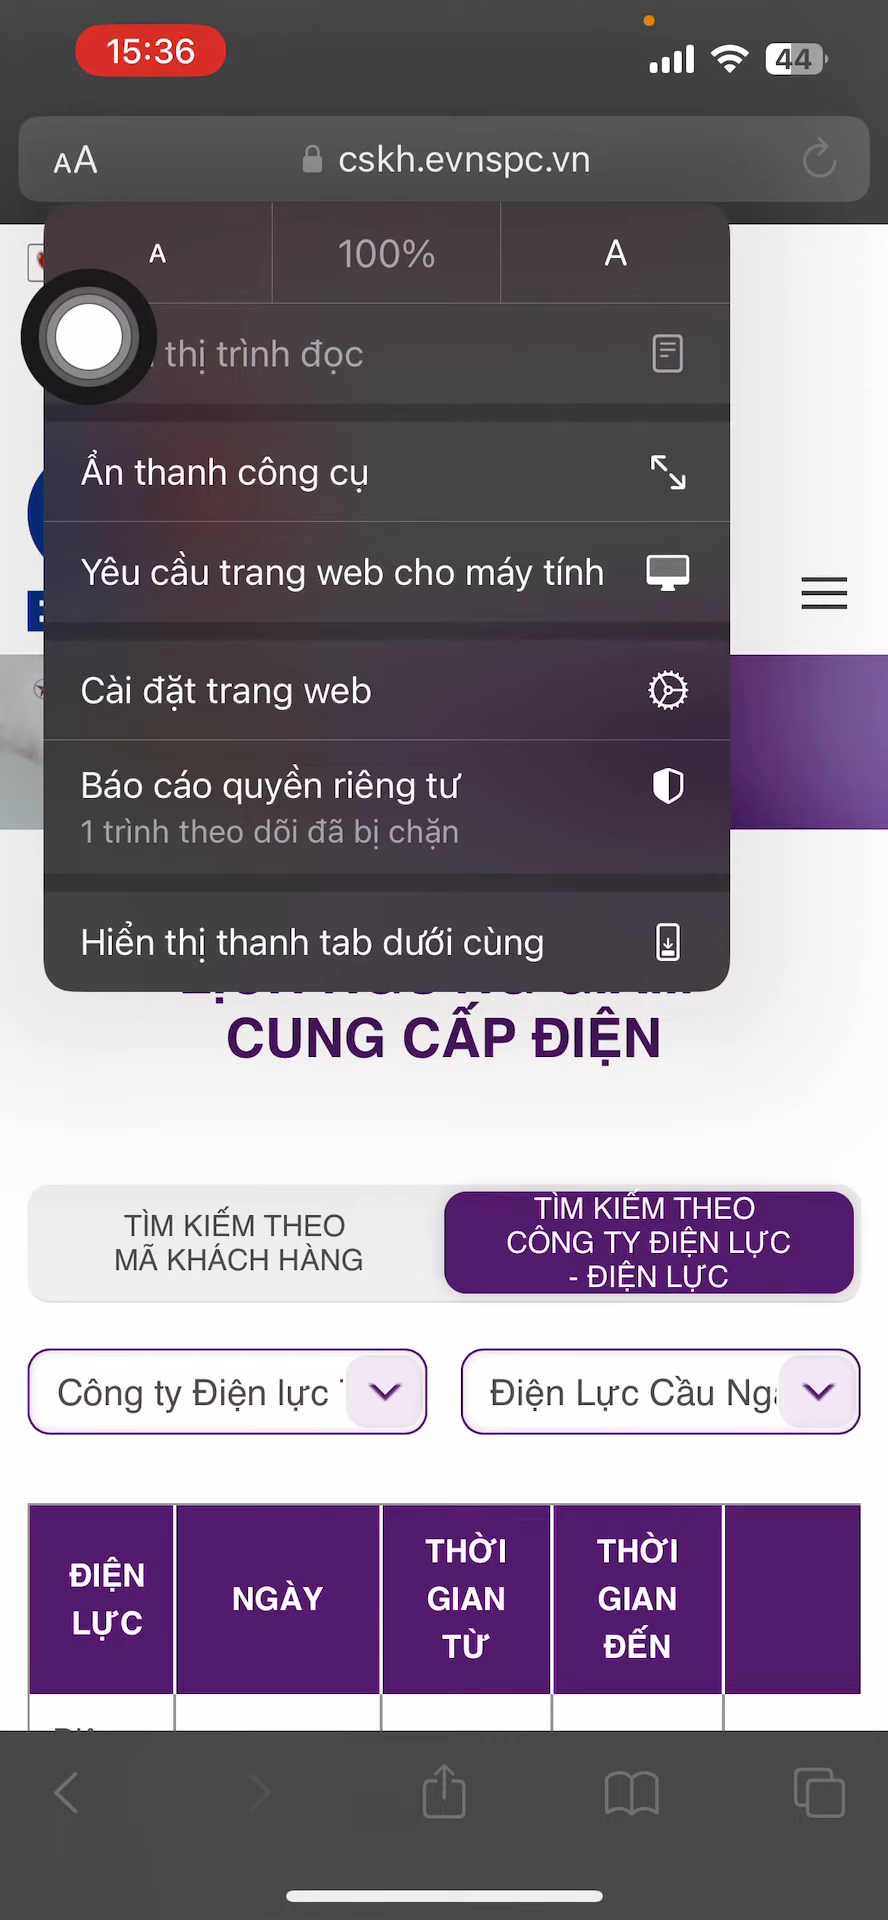 15:36
44
AA
cskh.evnspc.vn
A
100%
A
thị trình đọc
Ẩn thanh công cụ
Yêu cầu trang web cho máy tính
Cài đặt trang web
Báo cáo quyền riêng tư
1 trình theo dõi đã bị chặn
Hiển thị thanh tab dưới cùng
CUNG CẤP ĐIỆN
TÌM KIẾM THEO
MÃ KHÁCH HÀNG
TÌM KIẾM THEO
CÔNG TY ĐIỆN LỰC
- ĐIỆN LỰC
Công ty Điện lực
Điện Lực Cầu
ĐIỆN
LỰC
NGÀY
THỜI
GIAN
TỪ
THỜI
GIAN
ĐẾN